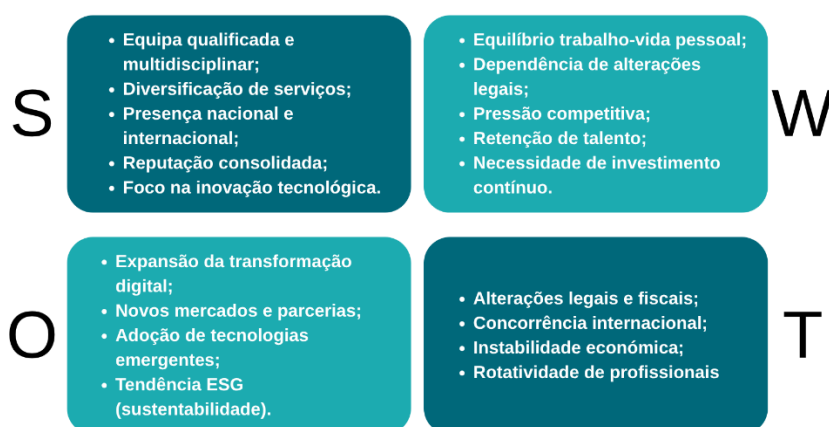 S
• Equipa qualificada e
multidisciplinar;
• Diversificação de serviços;
• Presença nacional e
internacional;
• Reputação consolidada;
• Foco na inovação tecnológica.
• Equilíbrio trabalho-vida pessoal;
• Dependência de alterações
legais;
• Pressão competitiva;
• Retenção de talento;
• Necessidade de investimento
contínuo.
W
O
• Expansão da transformação
digital;
• Novos mercados e parcerias;
• Adoção de tecnologias
emergentes;
• Tendência ESG
(sustentabilidade).
• Alterações legais e fiscais;
• Concorrência internacional;
• Instabilidade económica;
• Rotatividade de profissionais
T